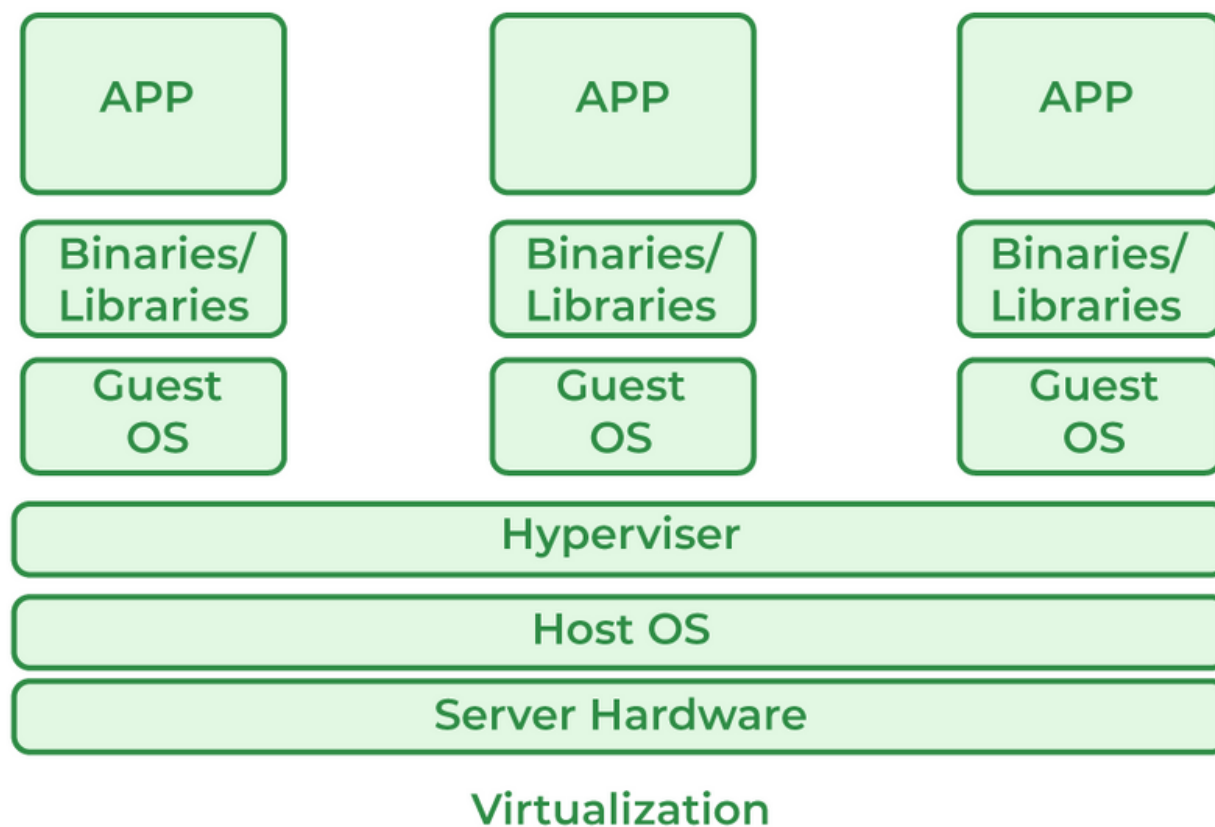 APP
APP
APP
Binaries/
Libraries
Binaries/
Libraries
Binaries/
Libraries
Guest
OS
Guest
OS
Guest
OS
Hyperviser
Host OS
Server Hardware
Virtualization